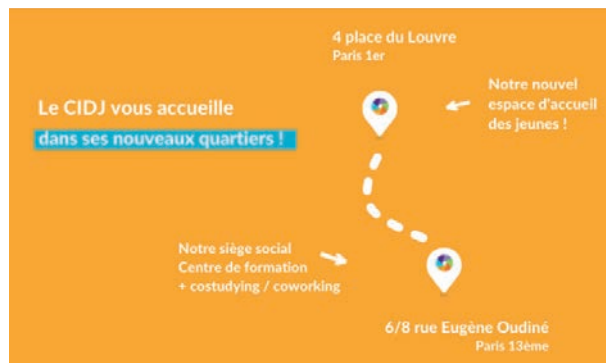 4 place du Louvre
Paris 1er
Le CIDJ vous accueille
dans ses nouveaux quartiers !
Notre nouvel
espace d'accueil
des jeunes !
Notre siège social
Centre de formation
+ costudying / coworking
6/8 rue Eugène Oudiné
Paris 13ème